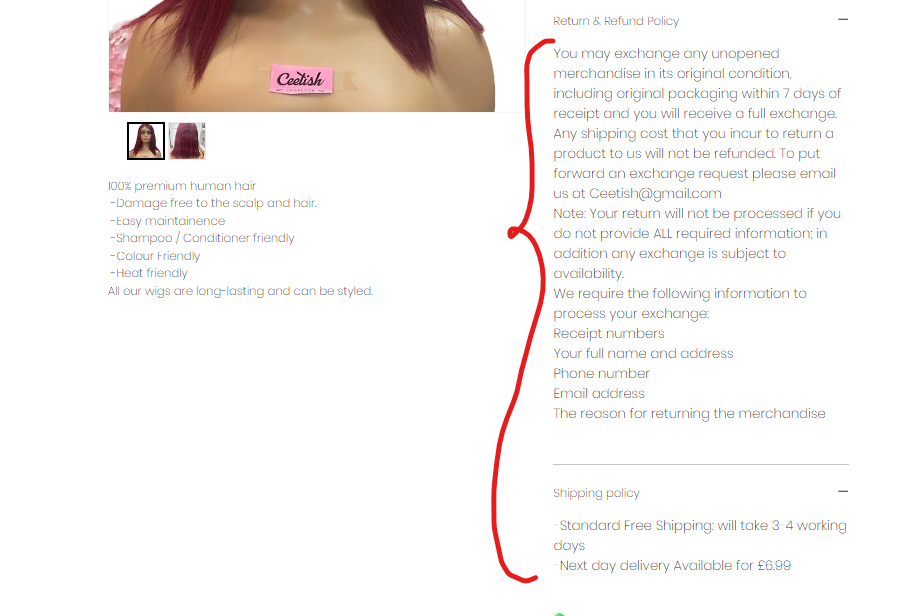 Ceetish
100% premium human hair
-Damage free to the scalp and hair.
-Easy maintainence
-Shampoo / Conditioner friendly
-Colour Friendly
-Heat friendly
All our wigs are long-lasting and can be styled.
Return & Refund Policy
You may exchange any unopened
merchandise in its original condition,
including original packaging within 7 days of
receipt and you will receive a full exchange.
Any shipping cost that you incur to return a
product to us will not be refunded. To put
forward an exchange request please email
us at Ceetish@gmail.com
Note: Your return will not be processed if you
do not provide ALL required information; in
addition any exchange is subject to
availability.
We require the following information to
process your exchange:
Receipt numbers
Your full name and address
Phone number
Email address
The reason for returning the merchandise
Shipping policy
-Standard Free Shipping: will take 3-4 working
days
-Next day delivery Available for £6.99